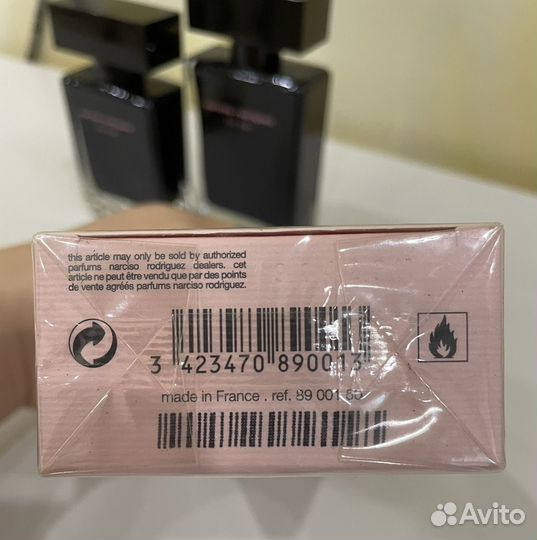 this article may only be sold by authorized
parfums narciso rodriguez dealers. cet
article ne peut être vendu que par des points
de vente agréés parfums narciso rodriguez.
3 423470 890013
made in France . ref. 89 001 50
Avito